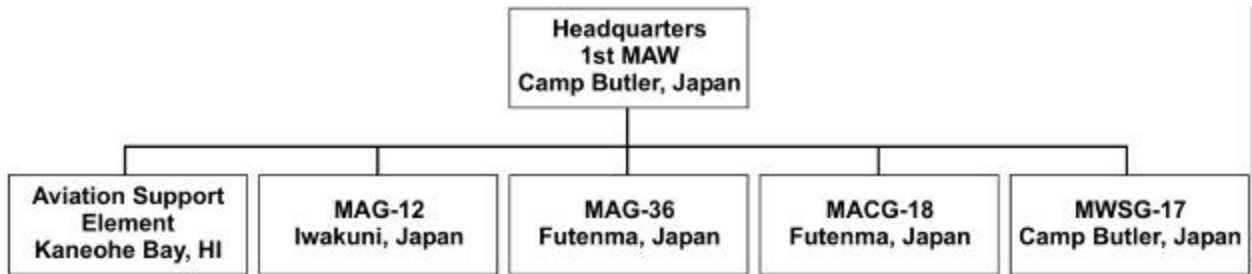 Headquarters
1st MAW
Camp Butler, Japan
Aviation Support
Element
Kaneohe Bay, HI
MAG-12
Iwakuni, Japan
MAG-36
Futenma, Japan
MACG-18
Futenma, Japan
MWSG-17
Camp Butler, Japan